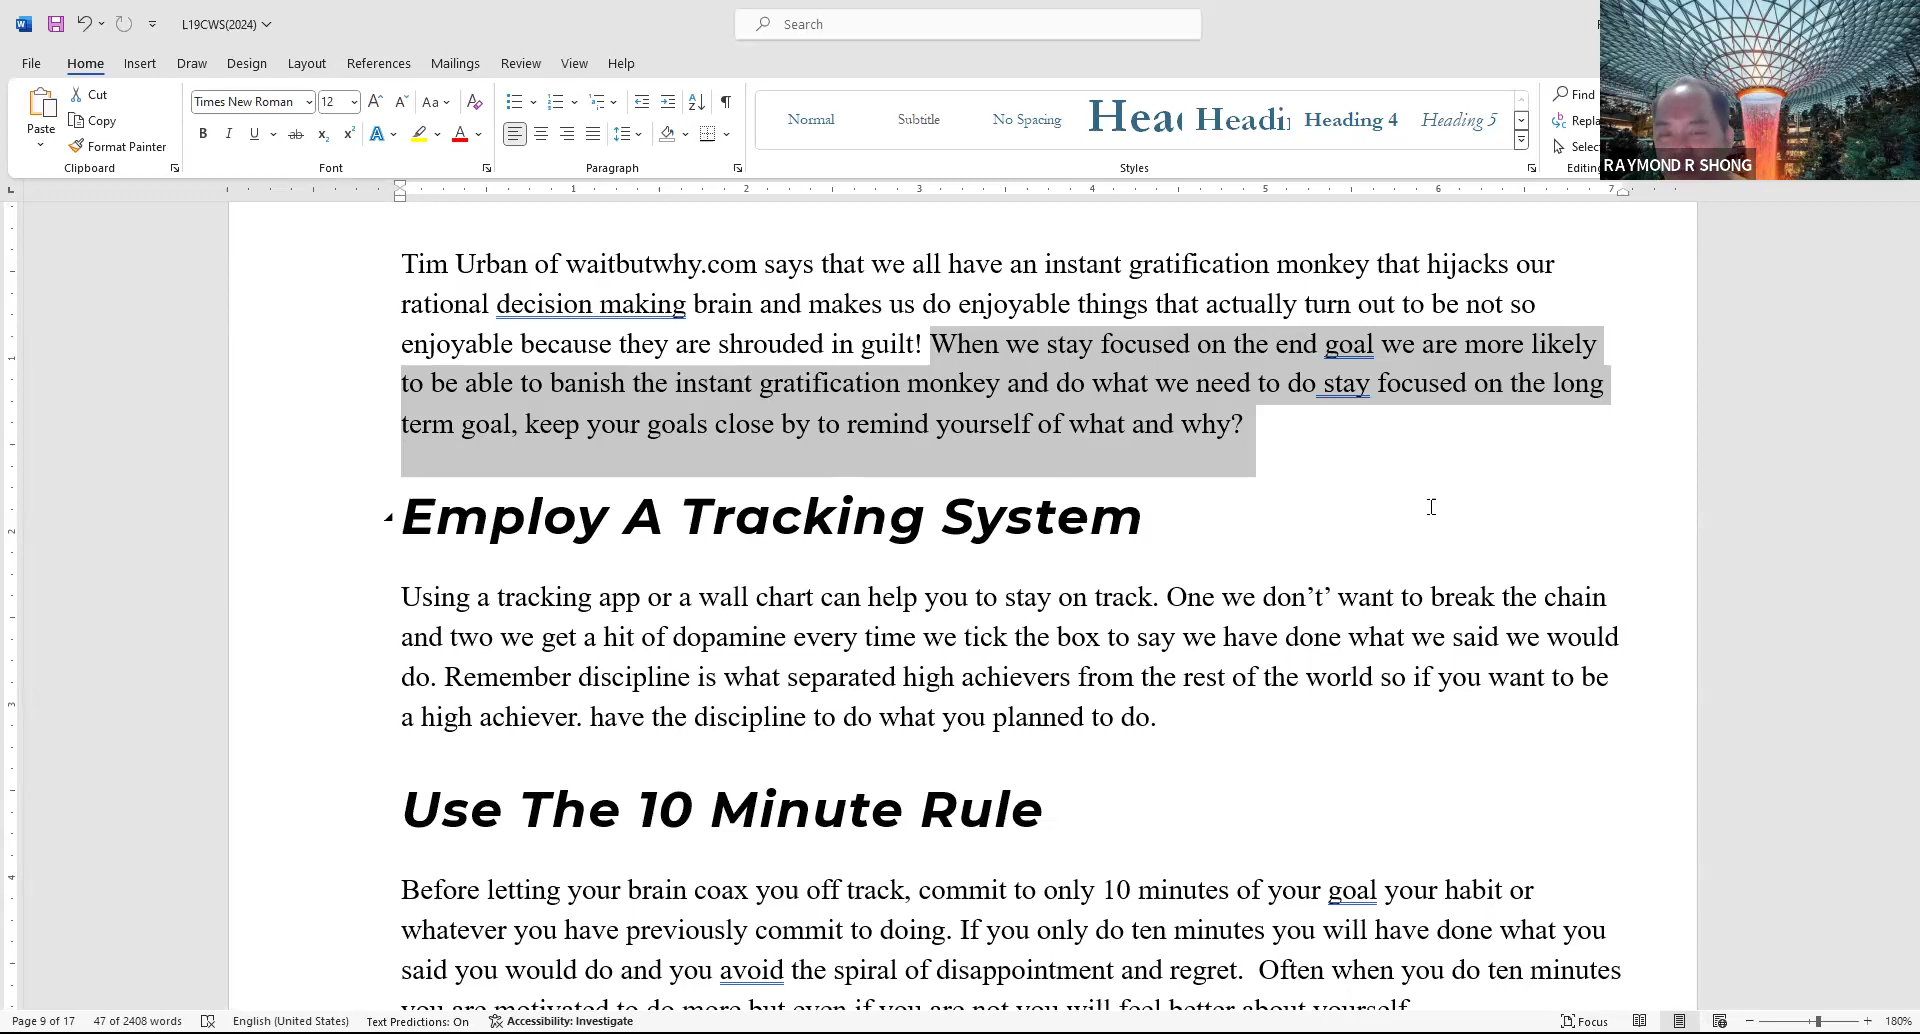 L19CWS(2024)
Search
File Home Insert Draw Design Layout References Mailings Review View Help
Paste
Cut
Copy
Format Painter
Clipboard
Times New Roman 12
Aa
Font
Paragraph
Normal Subtitle No Spacing Headi Heading 4 Heading 5
Styles
Find
Editing
RAYMOND R SHONG
1 2 3 4 5 6 7
Tim Urban of waitbutwhy.com says that we all have an instant gratification monkey that hijacks our
rational decision making brain and makes us do enjoyable things that actually turn out to be not so
enjoyable because they are shrouded in guilt! When we stay focused on the end goal we are more likely
to be able to banish the instant gratification monkey and do what we need to do stay focused on the long
term goal, keep your goals close by to remind yourself of what and why?
Employ A Tracking System
Using a tracking app or a wall chart can help you to stay on track. One we don’t’ want to break the chain
and two we get a hit of dopamine every time we tick the box to say we have done what we said we would
do. Remember discipline is what separated high achievers from the rest of the world so if you want to be
a high achiever. have the discipline to do what you planned to do.
Use The 10 Minute Rule
Before letting your brain coax you off track, commit to only 10 minutes of your goal your habit or
whatever you have previously commit to doing. If you only do ten minutes you will have done what you
said you would do and you avoid the spiral of disappointment and regret.  Often when you do ten minutes
you are motivated to do more but even if you are not you will feel better about yourself
Page 9 of 17 47 of 2408 words English (United States) Text Predictions: On Accessibility: Investigate Focus 180%